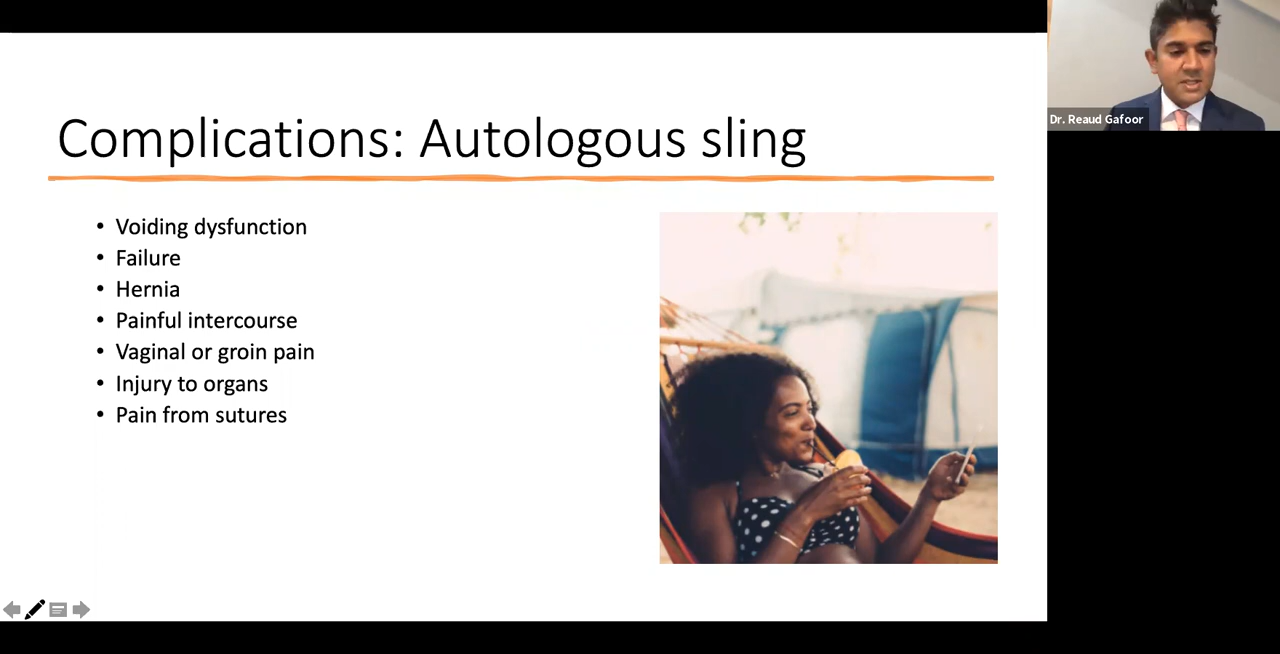 Complications: Autologous sling
• Voiding dysfunction
• Failure
• Hernia
• Painful intercourse
• Vaginal or groin pain
• Injury to organs
• Pain from sutures
Dr. Reaud Gafoor